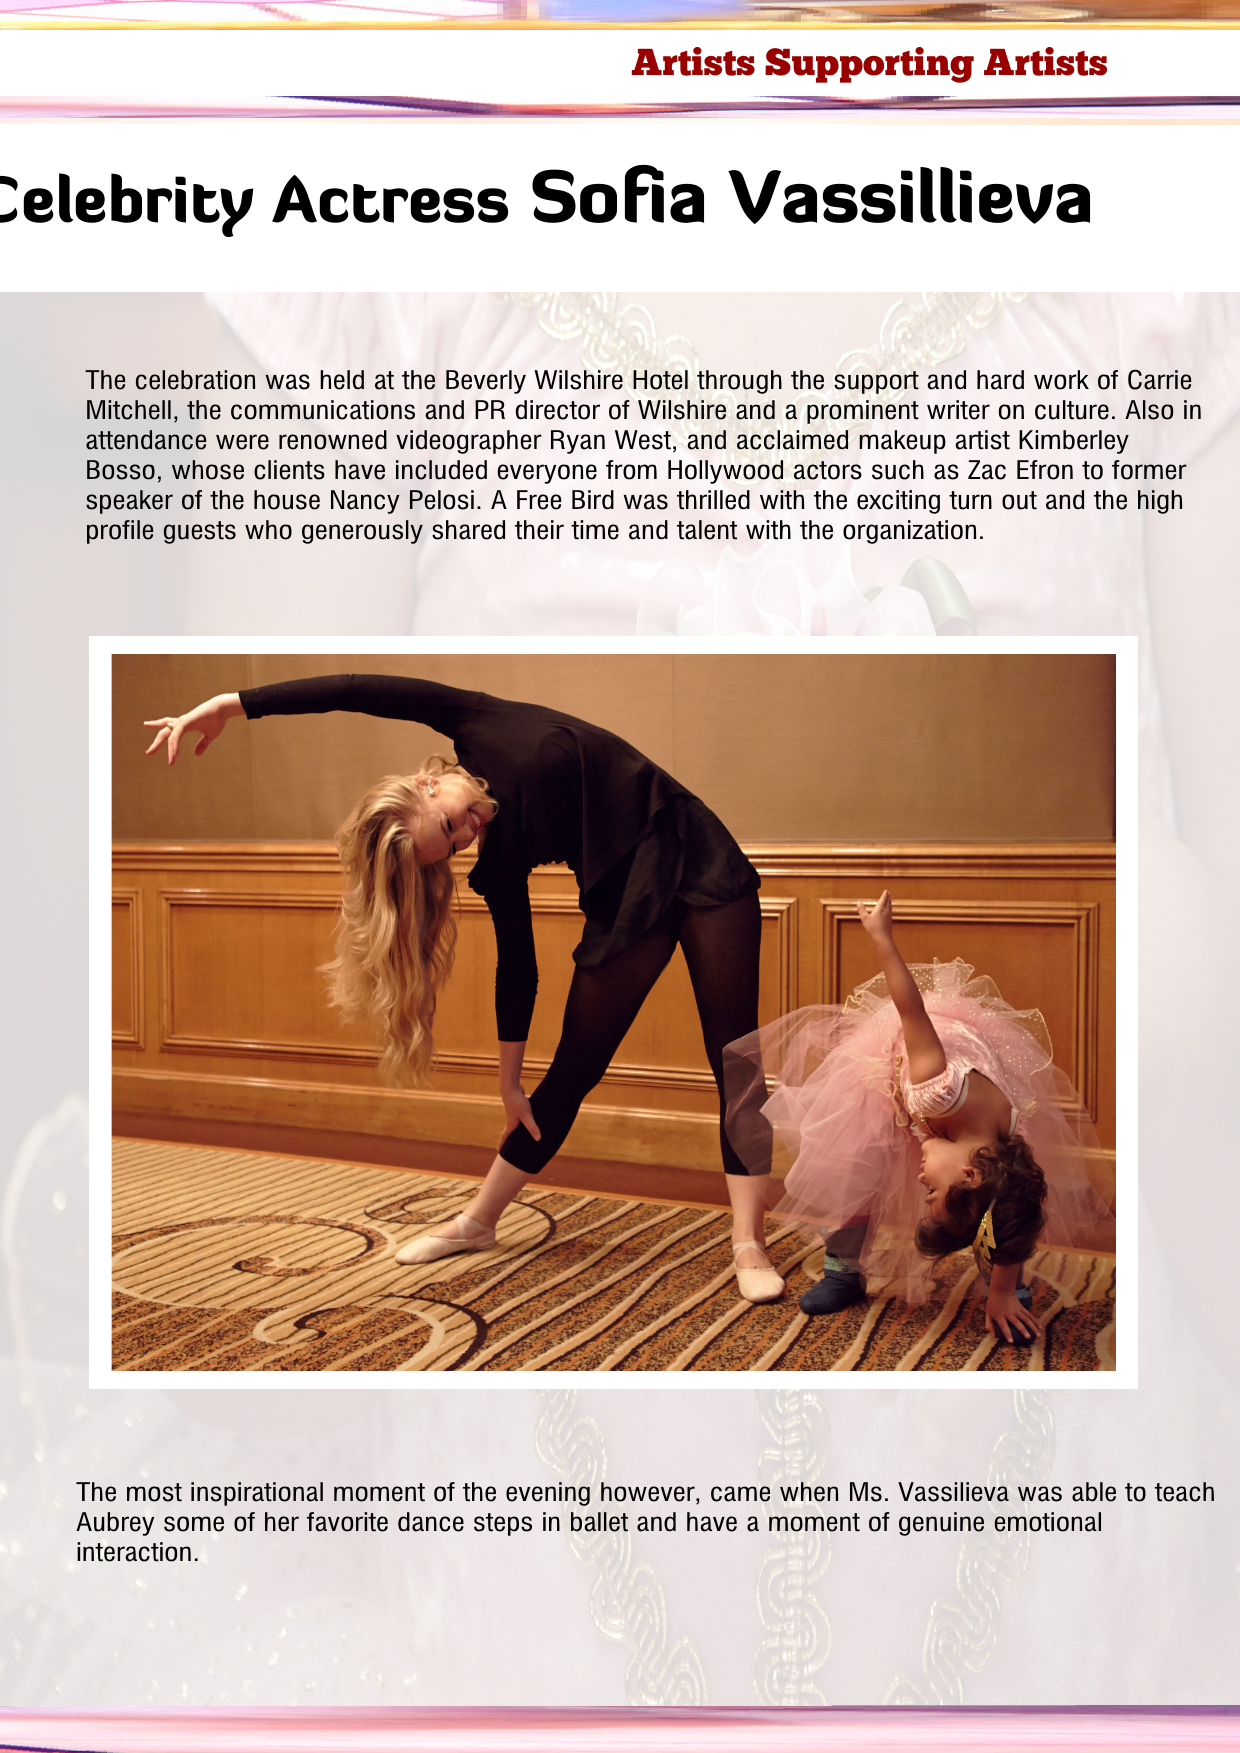 Artists Supporting Artists
Celebrity Actress Sofia Vassillieva
The celebration was held at the Beverly Wilshire Hotel through the support and hard work of Carrie
Mitchell, the communications and PR director of Wilshire and a prominent writer on culture. Also in
attendance were renowned videographer Ryan West, and acclaimed makeup artist Kimberley
Bosso, whose clients have included everyone from Hollywood actors such as Zac Efron to former
speaker of the house Nancy Pelosi. A Free Bird was thrilled with the exciting turn out and the high
profile guests who generously shared their time and talent with the organization.
The most inspirational moment of the evening however, came when Ms. Vassilieva was able to teach
Aubrey some of her favorite dance steps in ballet and have a moment of genuine emotional
interaction.